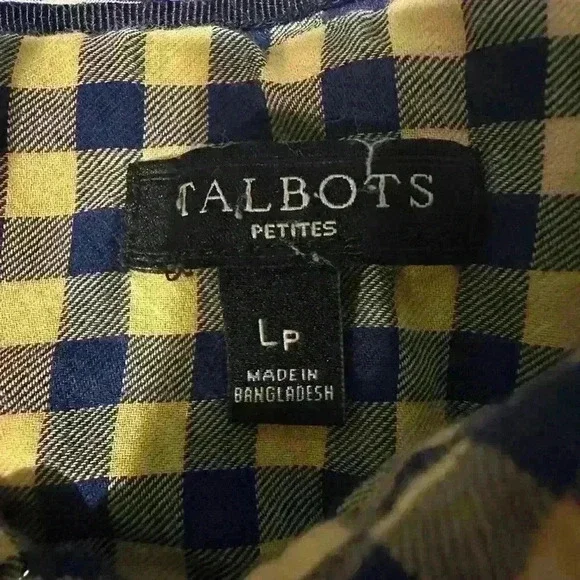 TALBOTS
PETITES
LP
MADE IN
BANGLADESH